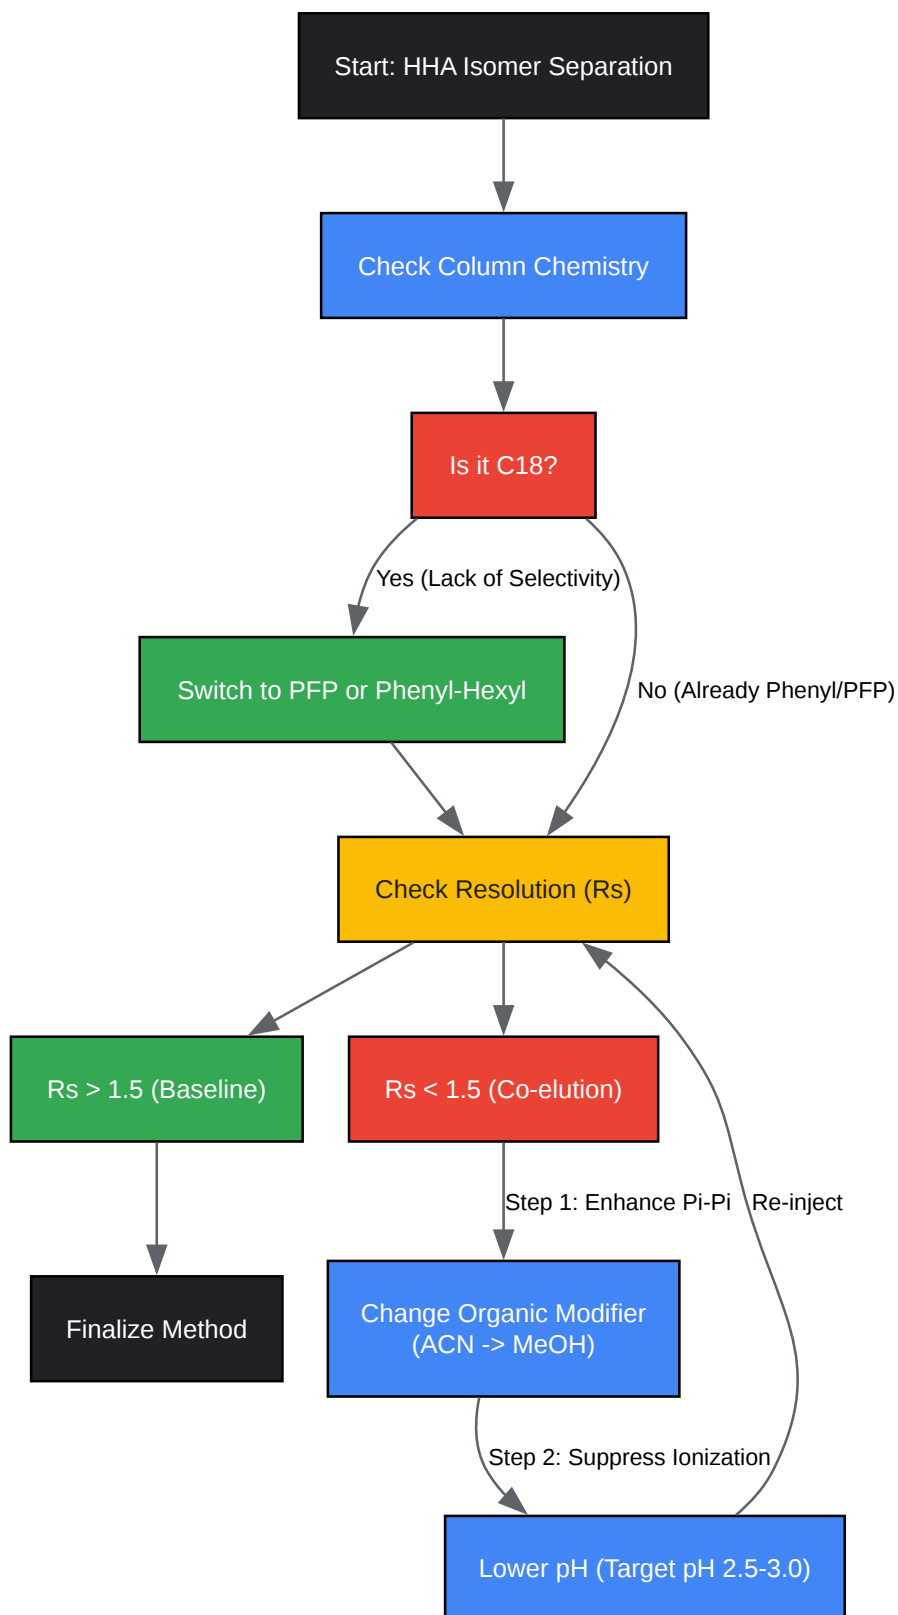 Start: HHA Isomer Separation
Check Column Chemistry
Is it C18?
Yes (Lack of Selectivity)
Switch to PFP or Phenyl-Hexyl
No (Already Phenyl/PFP)
Check Resolution (Rs)
Rs > 1.5 (Baseline)
Rs < 1.5 (Co-elution)
Step 1: Enhance Pi-Pi
Re-inject
Finalize Method
Change Organic Modifier
(ACN -> MeOH)
Step 2: Suppress Ionization
Lower pH (Target pH 2.5-3.0)